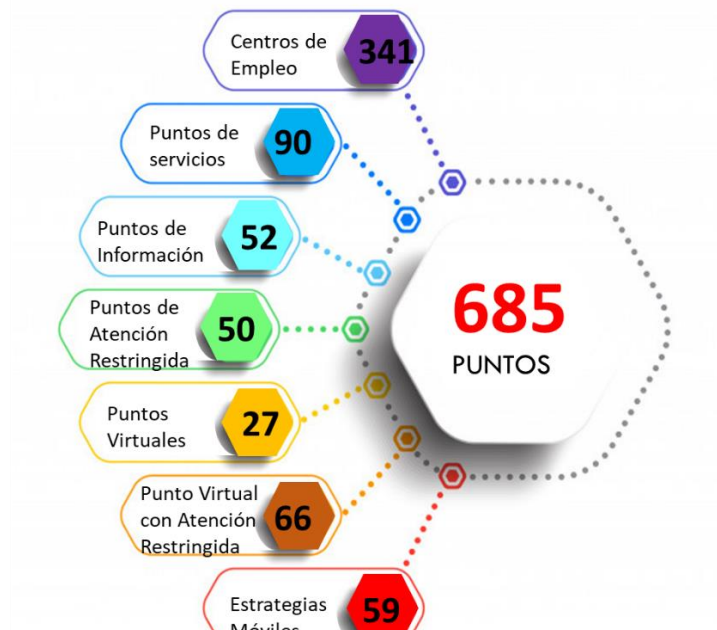 Centros de
Empleo
341
Puntos de
servicios
90
Puntos de
Información
52
Puntos de
Atención
Restringida
50
Puntos
Virtuales
27
Punto Virtual
con Atención
Restringida
66
Estrategias
Móviles
59
685
PUNTOS